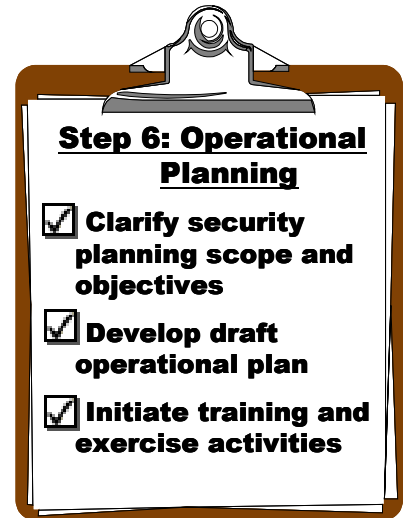 Step 6: Operational
Planning
Clarify security
planning scope and
objectives
Develop draft
operational plan
Initiate training and
exercise activities